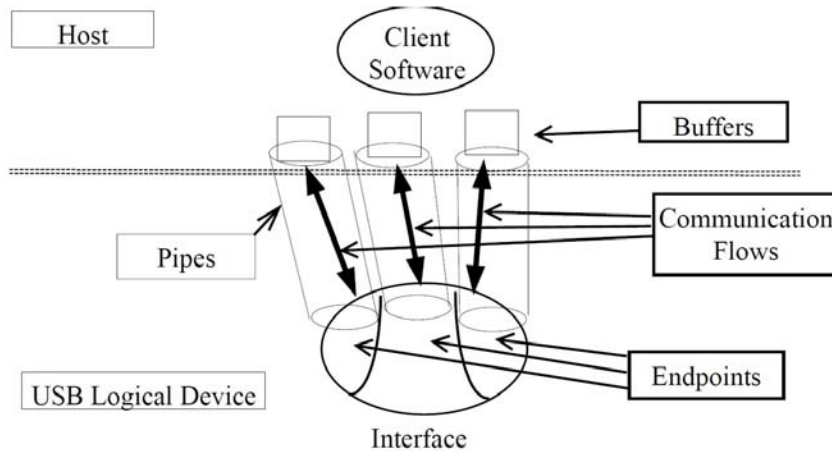 Host
Client
Software
Buffers
Communication
Flows
Pipes
Endpoints
USB Logical Device
Interface